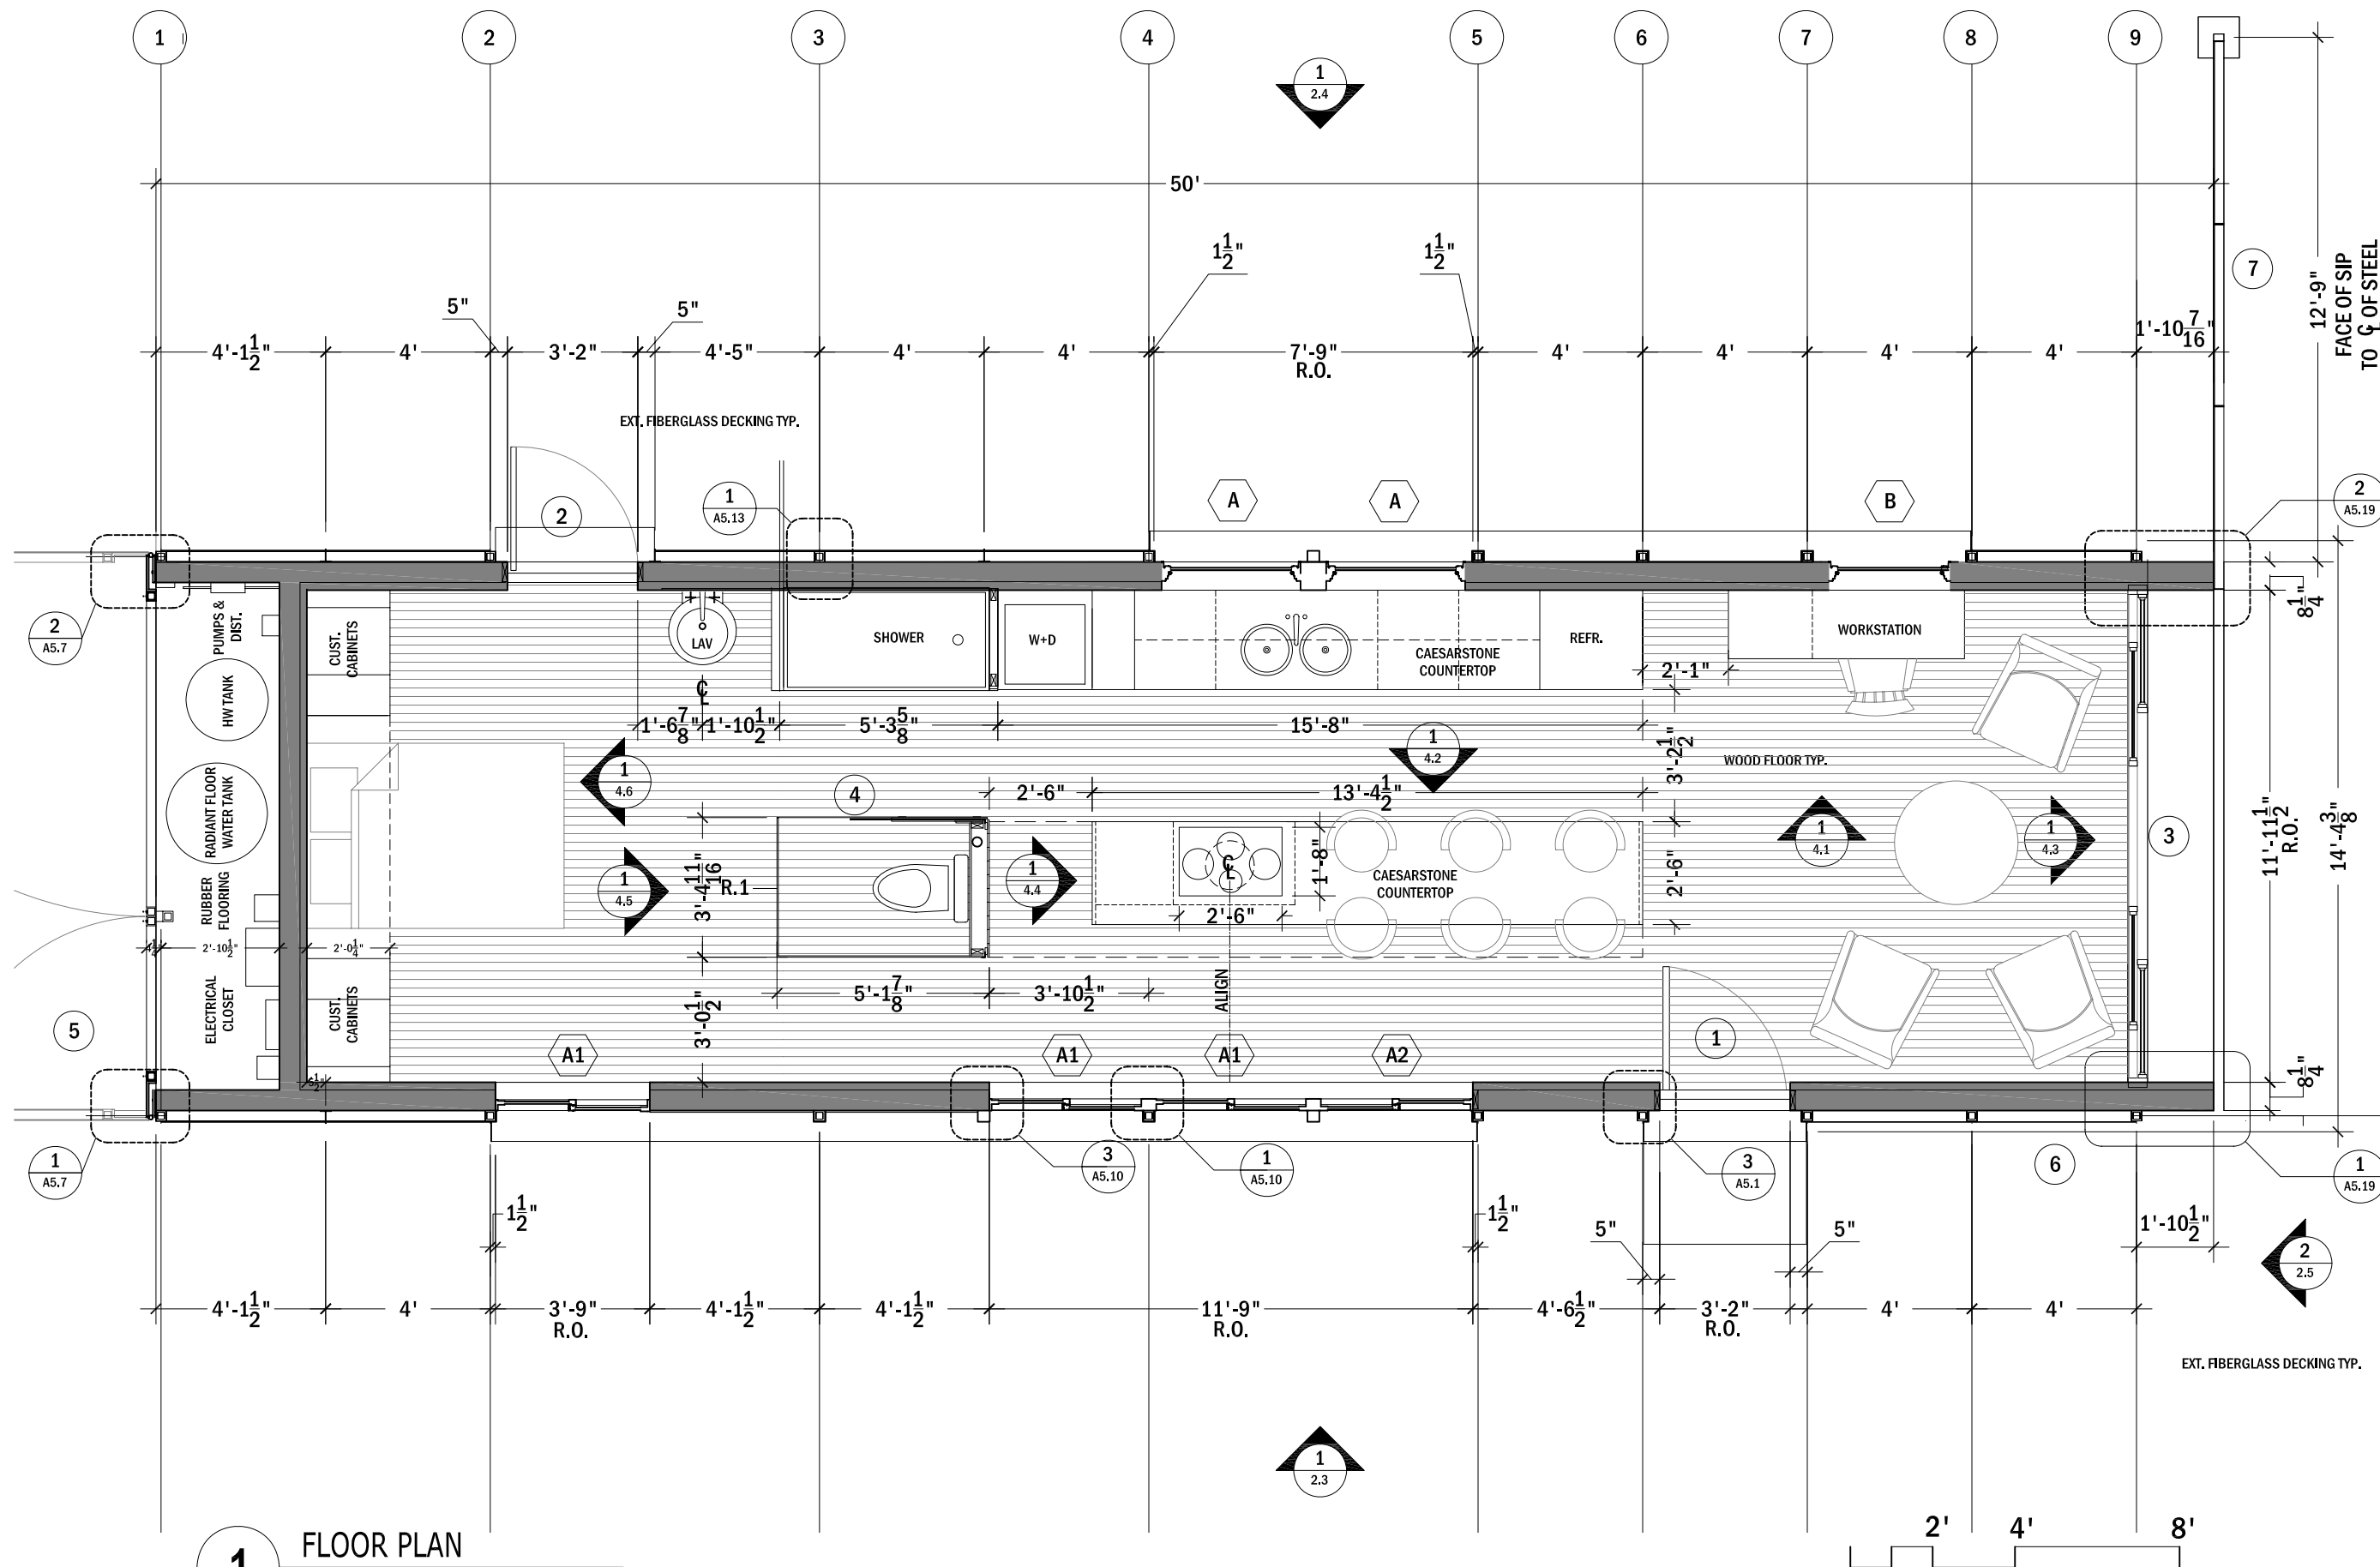 1 2 3 4 5 6 7 8 9
1
2.4
50'
1 1/2" 1 1/2"
7
12'-9"
FACE OF SIP
TO ℄ OF STEEL
5" 5"
4'-1 1/2" 4' 3'-2" 4'-5" 4' 4' 7'-9" 4' 4' 4' 4' 1'-10 7/16"
R.O.
EXT. FIBERGLASS DECKING TYP.
2
1
A5.13
A A B
2
A5.19
2
A5.7
PUMPS &
DIST.
CUST.
CABINETS
LAV
SHOWER
W+D
CAESARSTONE
COUNTERTOP
REFR.
WORKSTATION
8 1/4"
HW TANK
℄
2'-1"
1'-6 7/8" 1'-10 1/2" 5'-3 5/8" 15'-8"
3'-2 1/2"
1
4.2
WOOD FLOOR TYP.
1
4.6
RADIANT FLOOR
WATER TANK
4
2'-6" 13'-4 1/2"
1
4.1
1
4.3
3
11'-11 1/2"
R.O.
14'-4 3/8"
1
4.5
3'-4 11/16"
R.1
1
4.4
℄
1'-8"
CAESARSTONE
COUNTERTOP
2'-6"
2'-6"
RUBBER
FLOORING
2'-10 1/2" 2'-0 1/4"
ELECTRICAL
CLOSET
CUST.
CABINETS
5
3'-0 1/2"
5'-1 7/8" 3'-10 1/2"
ALIGN
A1 A1 A1 A2
1
8 1/4"
5 1/2"
1
A5.7
3
A5.10
1
A5.10
3
A5.1
6
1
A5.19
1 1/2" 1 1/2" 5" 5" 1'-10 1/2"
2
2.5
4'-1 1/2" 4' 3'-9" 4'-1 1/2" 4'-1 1/2" 11'-9" 4'-6 1/2" 3'-2" 4' 4'
R.O. R.O. R.O.
EXT. FIBERGLASS DECKING TYP.
1
2.3
1 FLOOR PLAN
2' 4' 8'